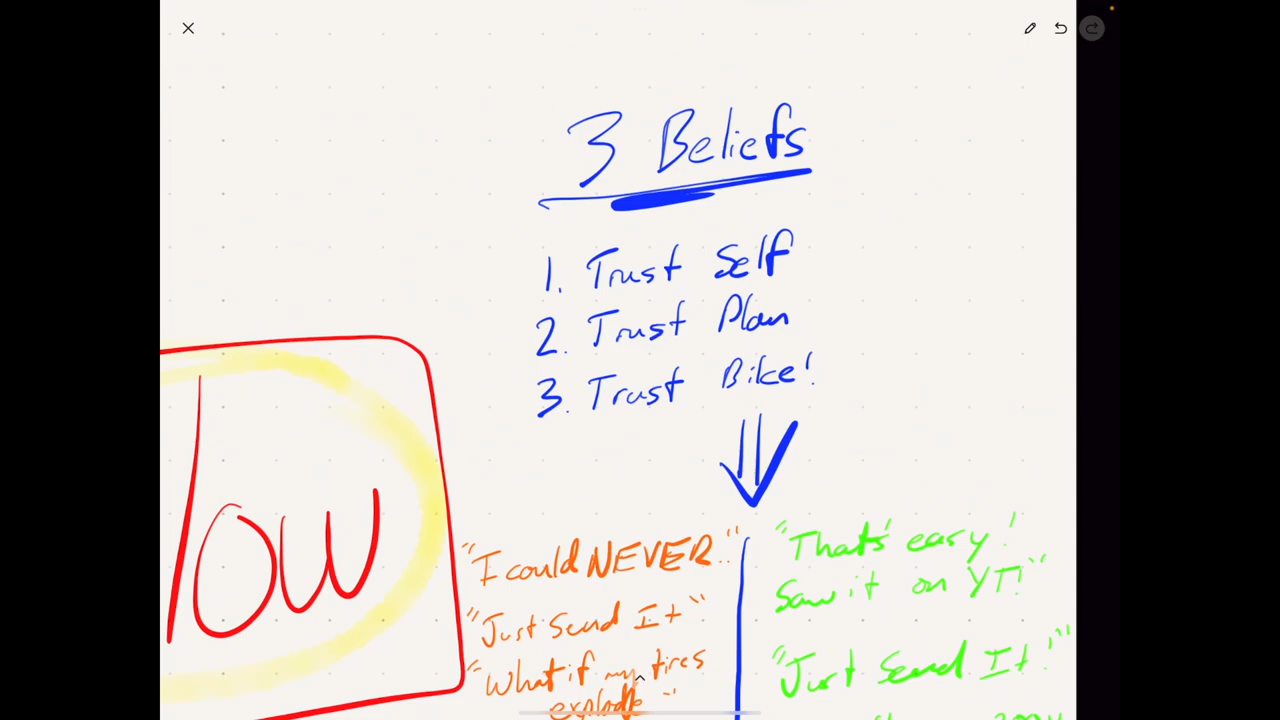 3 Beliefs
1. Trust Self
2. Trust Plan
3. Trust Bike!
low
"I could NEVER.."
"Just Send It"
"What if my tires
explode"
"That's easy!
Saw it on YT!"
"Just Send It!"